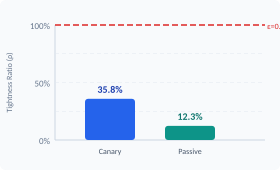 100%
ε=0.
35.8%
50%
12.3%
0%
Canary
Passive
Tightness Ratio (ρ)